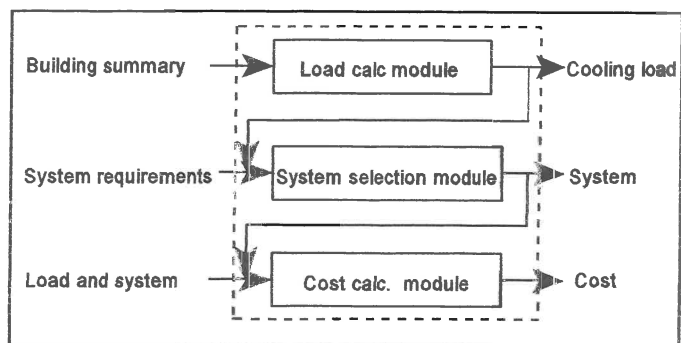 Building summary
Load calc module
Cooling load
System requirements
System selection module
System
Load and system
Cost calc. module
Cost